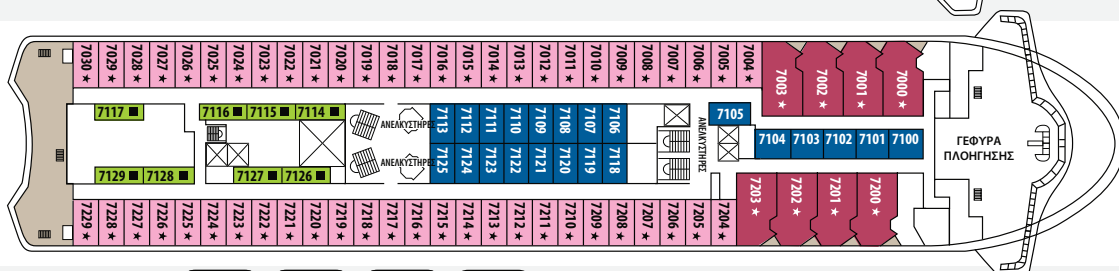 7030 ★ 7029 ★ 7028 ★ 7027 ★ 7026 ★ 7025 ★ 7024 ★ 7023 ★ 7022 ★ 7021 ★ 7020 ★ 7019 ★ 7018 ★ 7017 ★ 7016 ★ 7015 ★ 7014 ★ 7013 ★ 7012 ★ 7011 ★ 7010 ★ 7009 ★ 7008 ★ 7007 ★ 7006 ★ 7005 ★ 7004 ★ 7003 ★ 7002 ★ 7001 ★ 7000 ★
7117 ■ 7116 ■ 7115 ■ 7114 ■ ΑΝΕΛΚΥΣΤΗΡΕΣ 7113 7112 7111 7110 7109 7108 7107 7106 ΑΝΕΛΚΥΣΤΗΡΕΣ 7105
7104 7103 7102 7101 7100
ΓΕΦΥΡΑ
ΠΛΟΗΓΗΣΗΣ
7129 ■ 7128 ■ 7127 ■ 7126 ■ ΑΝΕΛΚΥΣΤΗΡΕΣ 7125 7124 7123 7122 7121 7120 7119 7118
7229 ★ 7228 ★ 7227 ★ 7226 ★ 7225 ★ 7224 ★ 7223 ★ 7222 ★ 7221 ★ 7220 ★ 7219 ★ 7218 ★ 7217 ★ 7216 ★ 7215 ★ 7214 ★ 7213 ★ 7212 ★ 7211 ★ 7210 ★ 7209 ★ 7208 ★ 7207 ★ 7206 ★ 7205 ★ 7204 ★ 7203 ★ 7202 ★ 7201 ★ 7200 ★